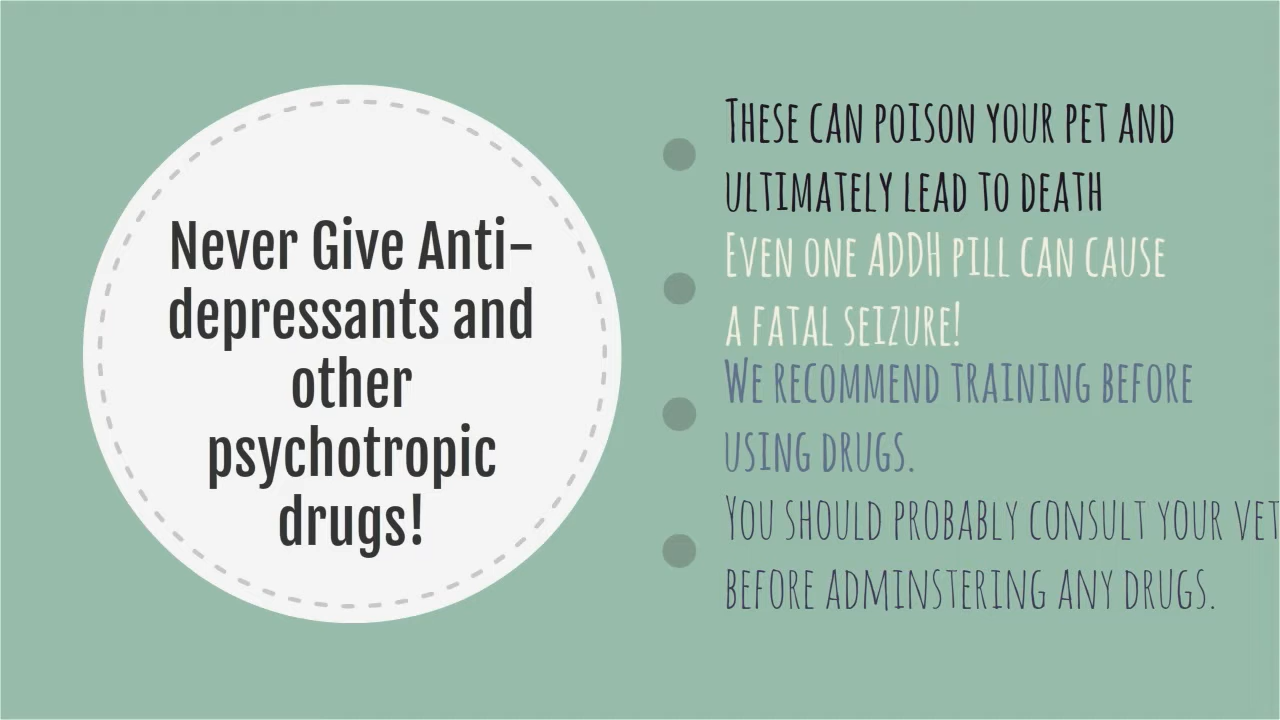 Never Give Anti-
depressants and
other
psychotropic
drugs!
These can poison your pet and
ultimately lead to death
Even one ADDH pill can cause
a fatal seizure!
We recommend training before
using drugs.
You should probably consult your vet
before adminstering any drugs.